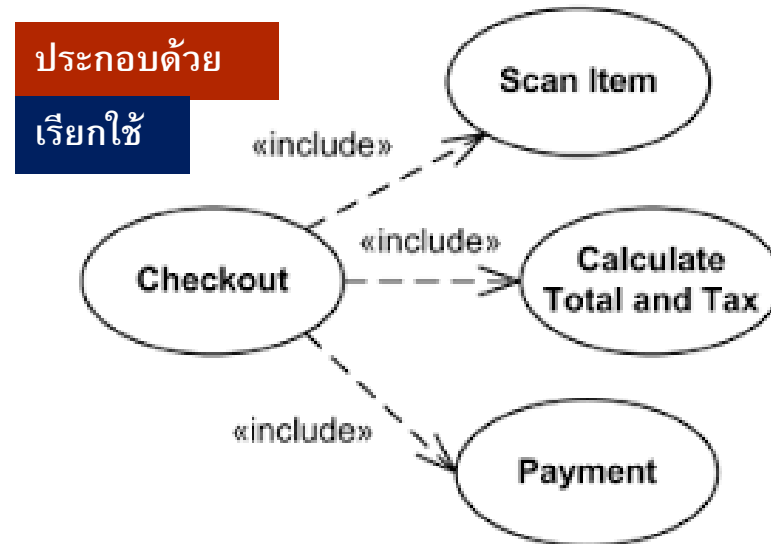 ประกอบด้วย
เรียกใช้
Scan Item
«include»
«include»
Checkout
Calculate
Total and Tax
«include»
Payment